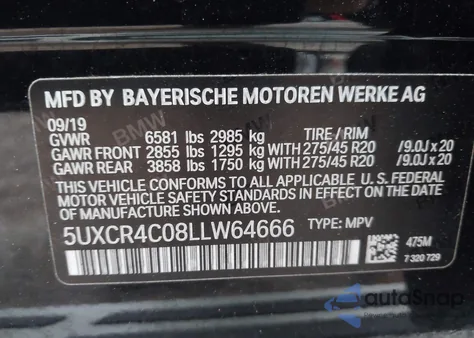 MFD BY BAYERISCHE MOTOREN WERKE AG
09/19
GVWR 6581 lbs 2985 kg TIRE / RIM
GAWR FRONT 2855 lbs 1295 kg WITH 275/45 R20 /9.0J x 20
GAWR REAR 3858 lbs 1750 kg WITH 275/45 R20 /9.0J x 20
THIS VEHICLE CONFORMS TO ALL APPLICABLE U. S. FEDERAL
MOTOR VEHICLE SAFETY STANDARDS IN EFFECT ON THE DATE
OF MANUFACTURE SHOWN ABOVE.
5UXCR4C08LLW64666 TYPE: MPV
475M
7 320 729
autoSnap